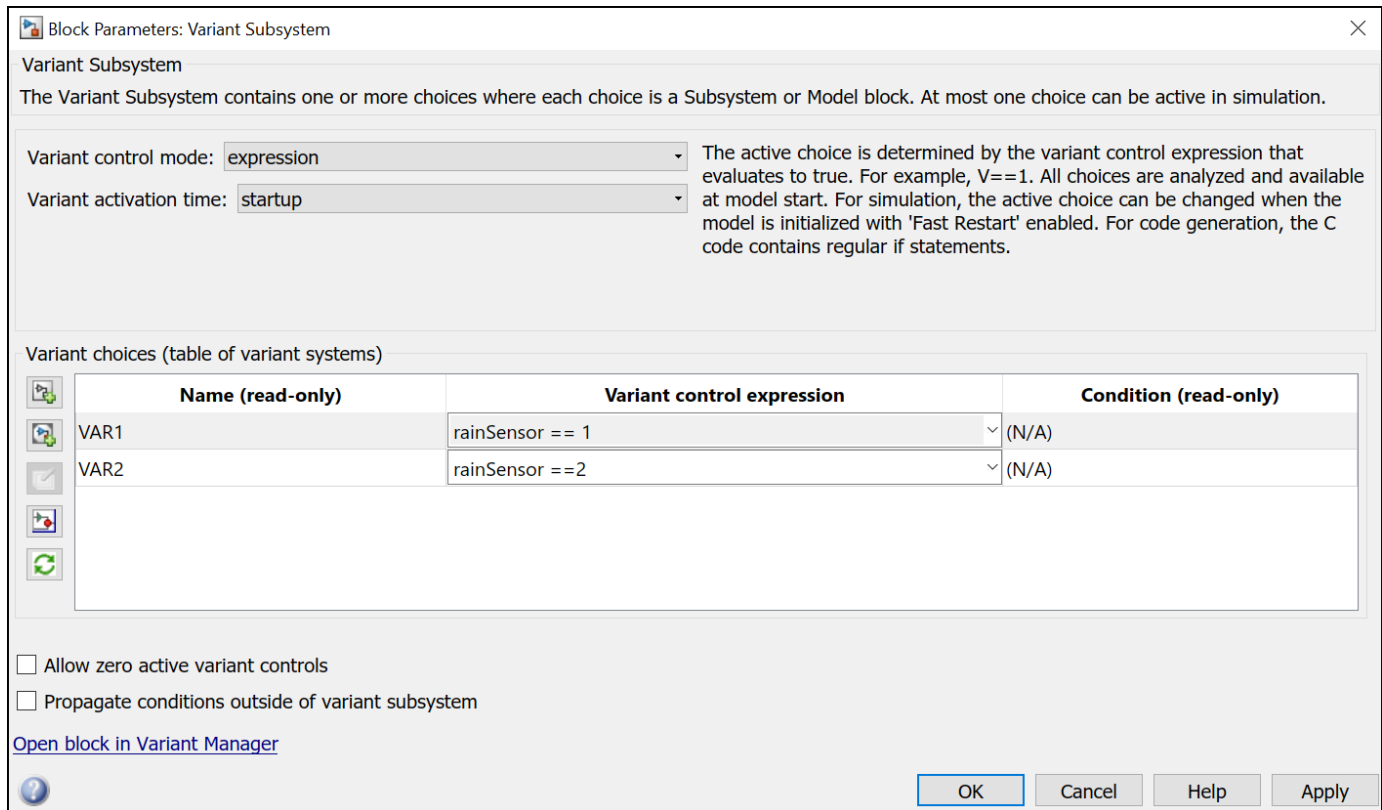 Block Parameters: Variant Subsystem
Variant Subsystem
The Variant Subsystem contains one or more choices where each choice is a Subsystem or Model block. At most one choice can be active in simulation.
Variant control mode: expression
Variant activation time: startup
The active choice is determined by the variant control expression that
evaluates to true. For example, V==1. All choices are analyzed and available
at model start. For simulation, the active choice can be changed when the
model is initialized with 'Fast Restart' enabled. For code generation, the C
code contains regular if statements.
Variant choices (table of variant systems)
Name (read-only) Variant control expression Condition (read-only)
VAR1 rainSensor == 1 (N/A)
VAR2 rainSensor ==2 (N/A)
Allow zero active variant controls
Propagate conditions outside of variant subsystem
Open block in Variant Manager
OK Cancel Help Apply